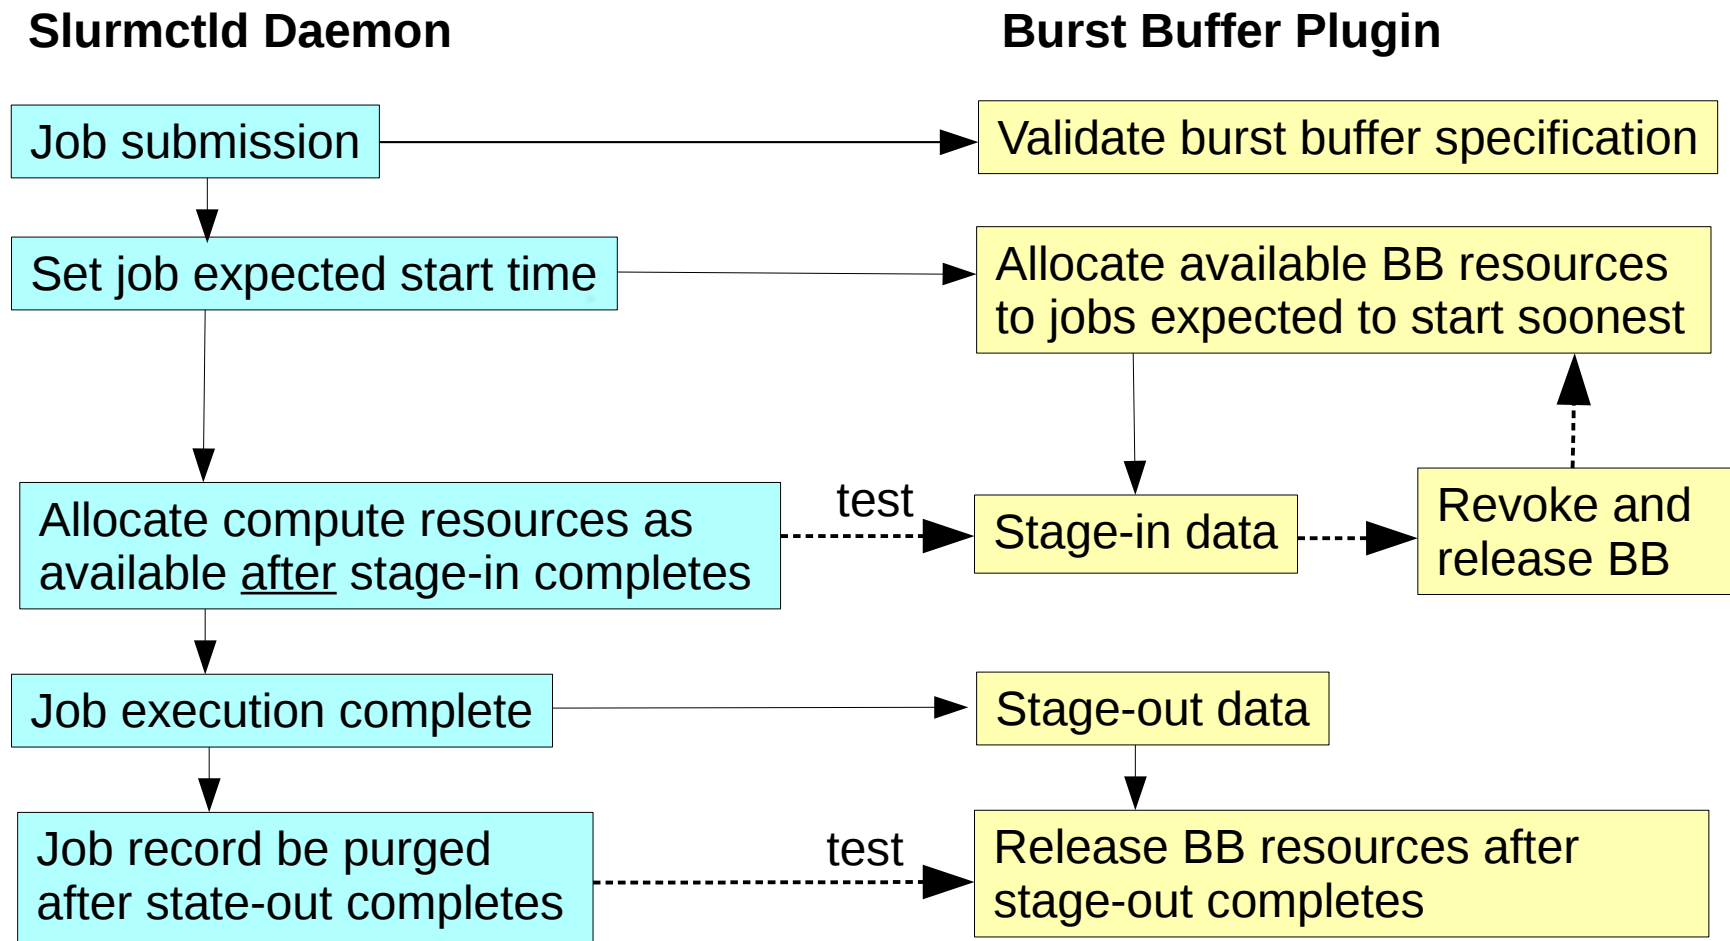 Slurmctld Daemon
Burst Buffer Plugin
Job submission
Validate burst buffer specification
Set job expected start time
Allocate available BB resources
to jobs expected to start soonest
Allocate compute resources as
available after stage-in completes
test
Stage-in data
Revoke and
release BB
Job execution complete
Stage-out data
Job record be purged
after state-out completes
test
Release BB resources after
stage-out completes